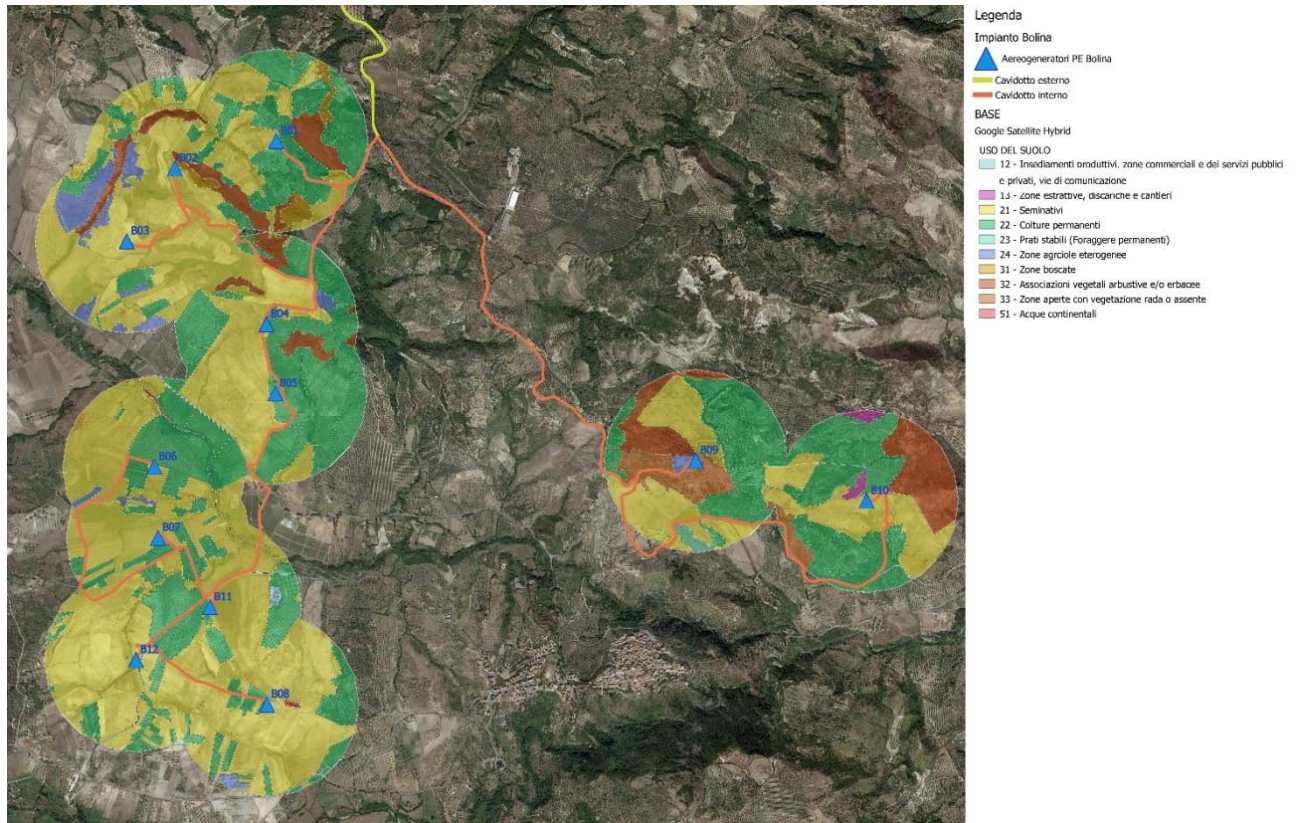 B01
B02
B03
B04
B05
B06
B07
B09
B10
B11
B12
B08
Legenda
Impianto Bolina
Aereogeneratori PE Bolina
Cavidotto esterno
Cavidotto interno
BASE
Google Satellite Hybrid
USO DEL SUOLO
12 - Insediamenti produttivi, zone commerciali e dei servizi pubblici
e privati, vie di comunicazione
13 - Zone estrattive, discariche e cantieri
21 - Seminativi
22 - Colture permanenti
23 - Prati stabili (Foraggere permanenti)
24 - Zone agrciole eterogenee
31 - Zone boscate
32 - Associazioni vegetali arbustive e/o erbacee
33 - Zone aperte con vegetazione rada o assente
51 - Acque continentali